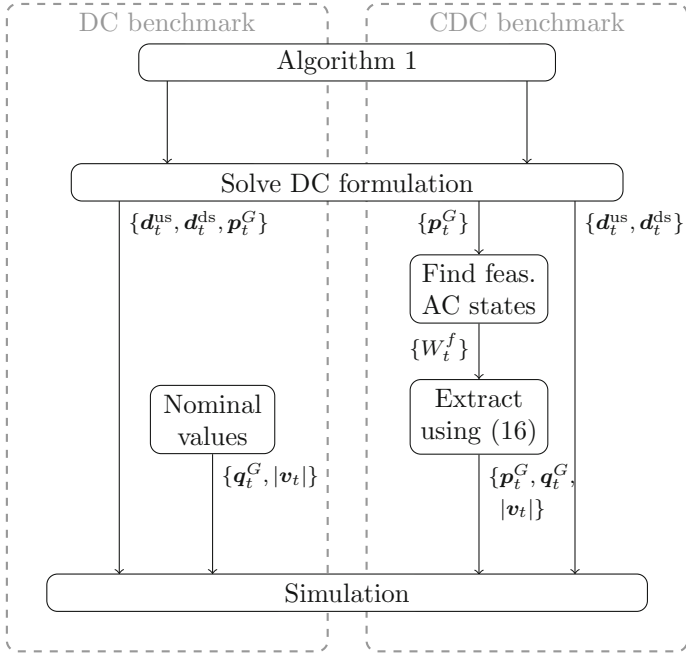 DC benchmark
CDC benchmark
Algorithm 1
Solve DC formulation
{d_t^us, d_t^ds, p_t^G}
{p_t^G}
{d_t^us, d_t^ds}
Find feas.
AC states
{W_t^f}
Nominal
values
Extract
using (16)
{q_t^G, |v_t|}
{p_t^G, q_t^G,
|v_t|}
Simulation